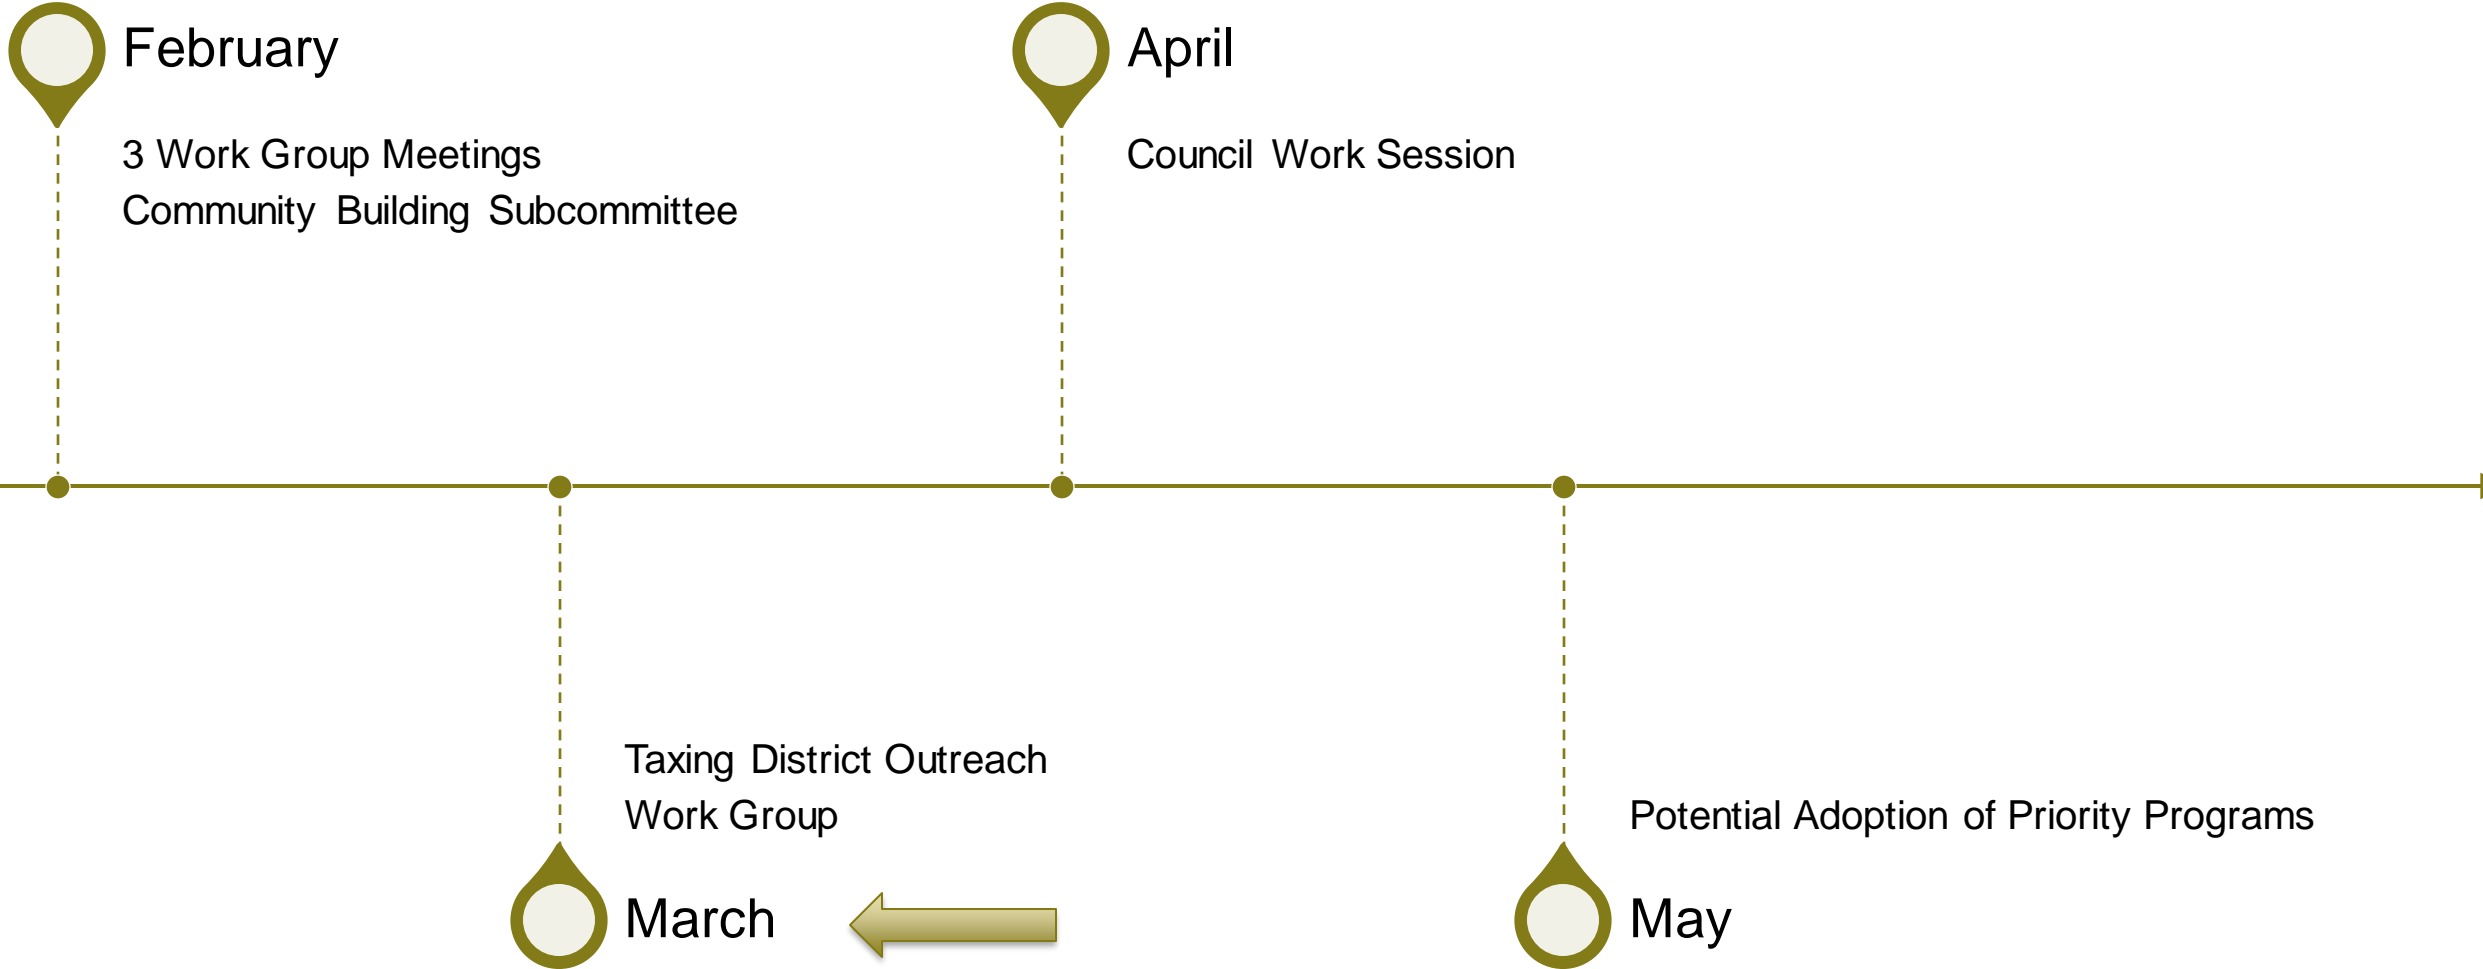 February
3 Work Group Meetings
Community Building Subcommittee
April
Council Work Session
Taxing District Outreach
Work Group
March
Potential Adoption of Priority Programs
May